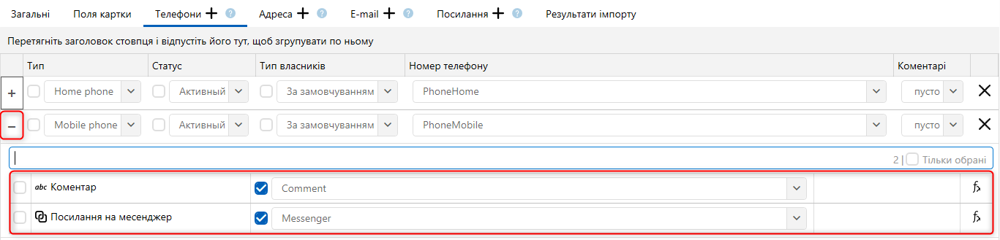 Загальні Поля картки Телефони + ? Адреса + ? E-mail + ? Посилання + ? Результати імпорту
Перетягніть заголовок стовпця і відпустіть його тут, щоб згрупувати по ньому
Тип Статус Тип власників Номер телефону Коментарі
+ Home phone Активный За замовчуванням PhoneHome пусто
− Mobile phone Активный За замовчуванням PhoneMobile пусто
2 | Тільки обрані
abc Коментар Comment fx
Посилання на месенджер Messenger fx